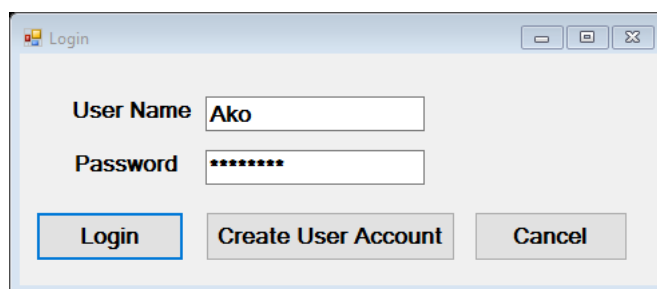 Login
User Name Ako
Password ********
Login Create User Account Cancel